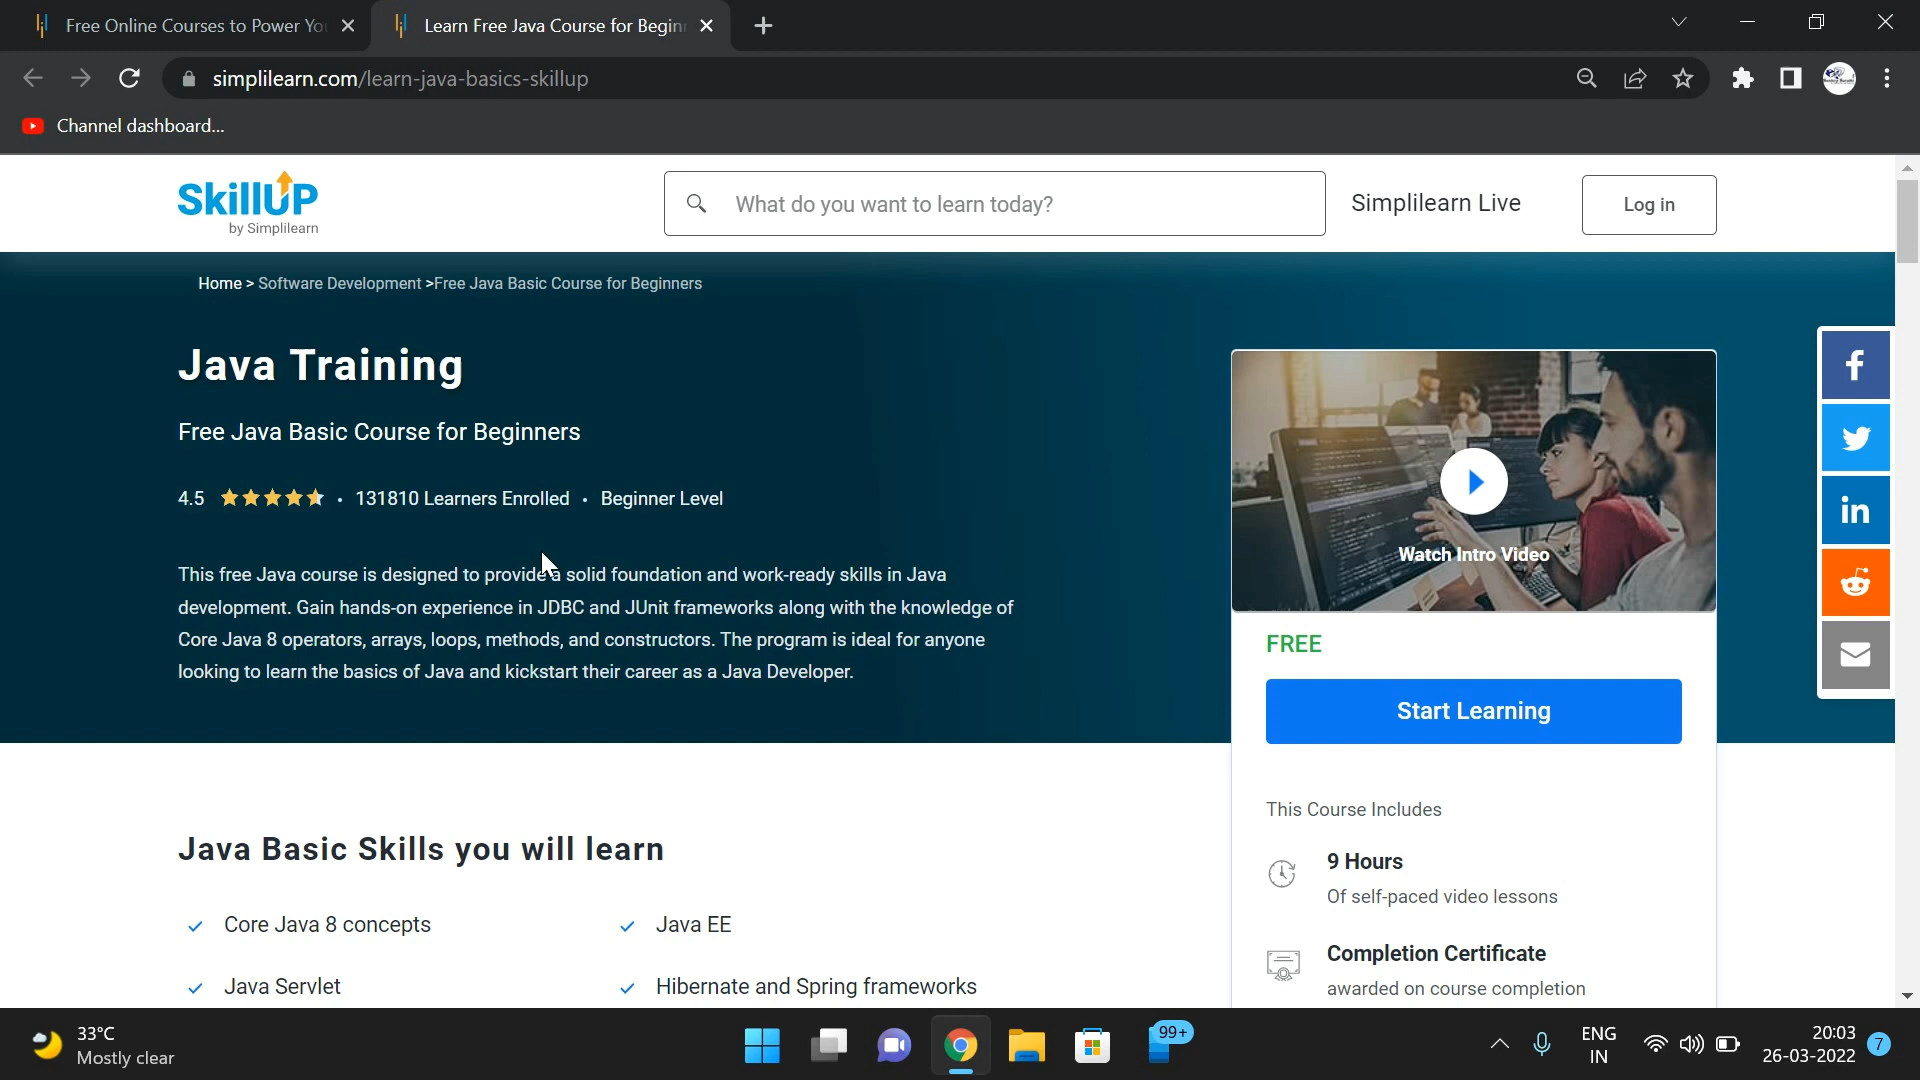 Free Online Courses to Power Yo
Learn Free Java Course for Begin
simplilearn.com/learn-java-basics-skillup
Channel dashboard...
SkillUP
by Simplilearn
What do you want to learn today?
Simplilearn Live
Log in
Home > Software Development >Free Java Basic Course for Beginners
Java Training
Free Java Basic Course for Beginners
4.5 · 131810 Learners Enrolled · Beginner Level
This free Java course is designed to provide a solid foundation and work-ready skills in Java
development. Gain hands-on experience in JDBC and JUnit frameworks along with the knowledge of
Core Java 8 operators, arrays, loops, methods, and constructors. The program is ideal for anyone
looking to learn the basics of Java and kickstart their career as a Java Developer.
Watch Intro Video
FREE
Start Learning
This Course Includes
9 Hours
Of self-paced video lessons
Completion Certificate
awarded on course completion
Java Basic Skills you will learn
Core Java 8 concepts
Java EE
Java Servlet
Hibernate and Spring frameworks
33°C
Mostly clear
99+
ENG
IN
20:03
26-03-2022
7